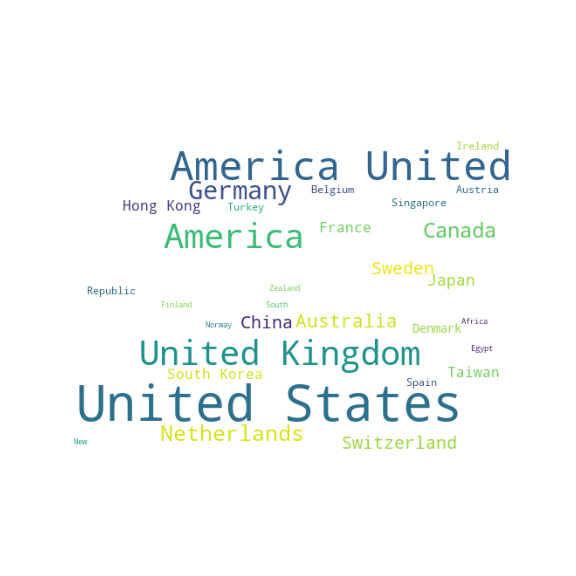 Ireland
America United
Germany
Belgium
Austria
Hong Kong
Turkey
Singapore
America
France
Canada
Sweden
Japan
Republic
Zealand
Finland
South
Norway
China
Australia
Denmark
Africa
United Kingdom
Egypt
South Korea
Taiwan
Spain
United States
Netherlands
New
Switzerland